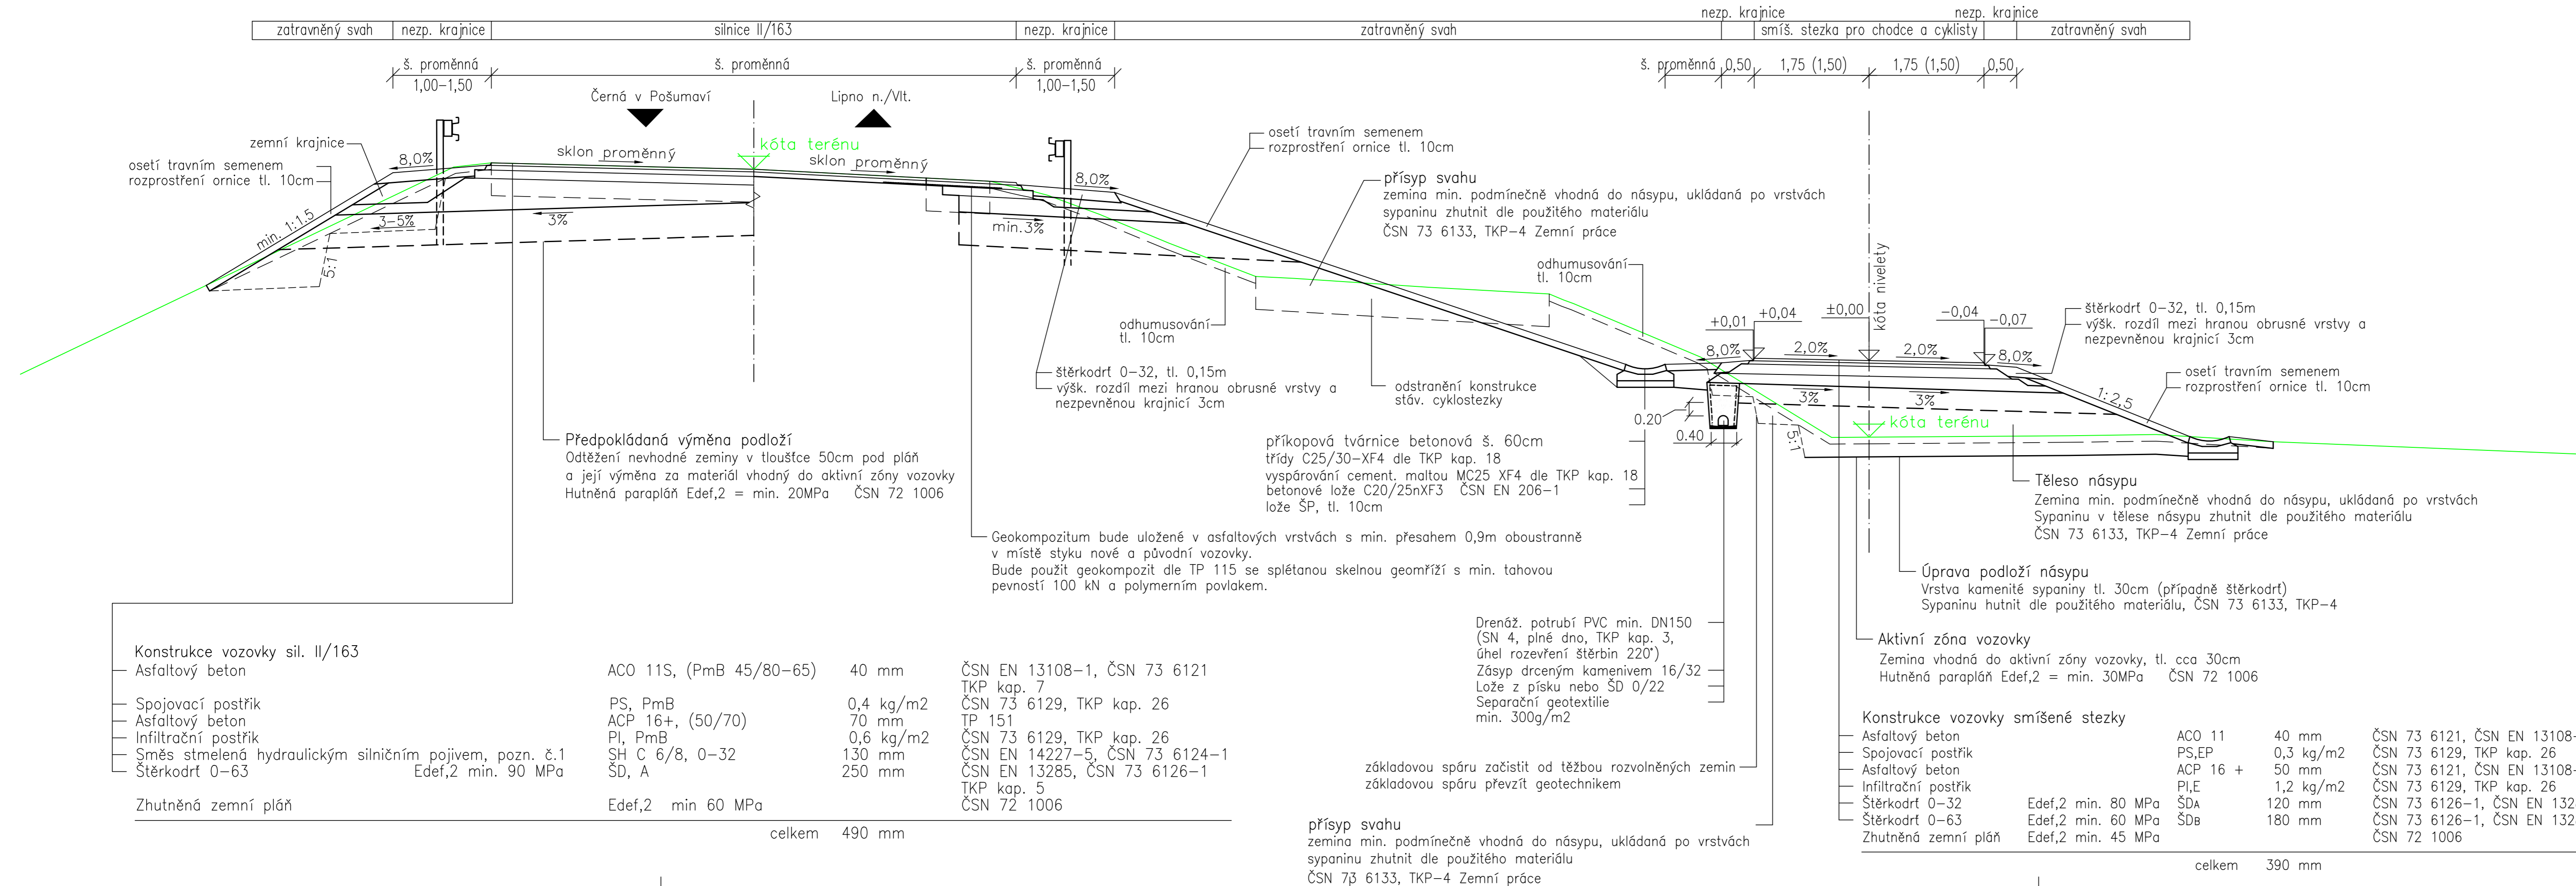 nezp. krajnice nezp. krajnice
zatravněný svah nezp. krajnice silnice II/163 nezp. krajnice zatravněný svah smíš. stezka pro chodce a cyklisty zatravněný svah
š. proměnná š. proměnná š. proměnná š. proměnná 0,50 1,75 (1,50) 1,75 (1,50) 0,50
1,00-1,50 1,00-1,50
Černá v Pošumaví Lipno n./Vlt.
zemní krajnice
osetí travním semenem
rozprostření ornice tl. 10cm
8,0%
sklon proměnný
kóta terénu
sklon proměnný
8,0%
min. 1:1.5
3-5%
3%
min.3%
5:1
osetí travním semenem
rozprostření ornice tl. 10cm
přísyp svahu
zemina min. podmínečně vhodná do násypu, ukládaná po vrstvách
sypaninu zhutnit dle použitého materiálu
ČSN 73 6133, TKP-4 Zemní práce
odhumusování
tl. 10cm
odhumusování
tl. 10cm
štěrkodrť 0-32, tl. 0,15m
výšk. rozdíl mezi hranou obrusné vrstvy a
nezpevněnou krajnicí 3cm
odstranění konstrukce
stáv. cyklostezky
kóta nivelety
+0,01
+0,04
±0,00
-0,04
-0,07
8,0%
2,0%
2,0%
8,0%
3%
3%
0.20
0.40
5:1
kóta terénu
1:2,5
štěrkodrť 0-32, tl. 0,15m
výšk. rozdíl mezi hranou obrusné vrstvy a
nezpevněnou krajnicí 3cm
osetí travním semenem
rozprostření ornice tl. 10cm
Předpokládaná výměna podloží
Odtěžení nevhodné zeminy v tloušťce 50cm pod pláň
a její výměna za materiál vhodný do aktivní zóny vozovky
Hutněná parapláň Edef,2 = min. 20MPa ČSN 72 1006
příkopová tvárnice betonová š. 60cm
třídy C25/30-XF4 dle TKP kap. 18
vyspárování cement. maltou MC25 XF4 dle TKP kap. 18
betonové lože C20/25nXF3 ČSN EN 206-1
lože ŠP, tl. 10cm
Těleso násypu
Zemina min. podmínečně vhodná do násypu, ukládaná po vrstvách
Sypaninu v tělese násypu zhutnit dle použitého materiálu
ČSN 73 6133, TKP-4 Zemní práce
Geokompozitum bude uložené v asfaltových vrstvách s min. přesahem 0,9m oboustranně
v místě styku nové a původní vozovky.
Bude použit geokompozit dle TP 115 se splétanou skelnou geomříží s min. tahovou
pevností 100 kN a polymerním povlakem.
Úprava podloží násypu
Vrstva kamenité sypaniny tl. 30cm (případně štěrkodrť)
Sypaninu hutnit dle použitého materiálu, ČSN 73 6133, TKP-4
Drenáž. potrubí PVC min. DN150
(SN 4, plné dno, TKP kap. 3,
úhel rozevření štěrbin 220°)
Zásyp drceným kamenivem 16/32
Lože z písku nebo ŠD 0/22
Separační geotextilie
min. 300g/m2
Aktivní zóna vozovky
Zemina vhodná do aktivní zóny vozovky, tl. cca 30cm
Hutněná parapláň Edef,2 = min. 30MPa ČSN 72 1006
Konstrukce vozovky sil. II/163
Asfaltový beton ACO 11S, (PmB 45/80-65) 40 mm ČSN EN 13108-1, ČSN 73 6121
TKP kap. 7
Spojovací postřik PS, PmB 0,4 kg/m2 ČSN 73 6129, TKP kap. 26
Asfaltový beton ACP 16+, (50/70) 70 mm TP 151
Infiltrační postřik PI, PmB 0,6 kg/m2 ČSN 73 6129, TKP kap. 26
Směs stmelená hydraulickým silničním pojivem, pozn. č.1 SH C 6/8, 0-32 130 mm ČSN EN 14227-5, ČSN 73 6124-1
Štěrkodrť 0-63 Edef,2 min. 90 MPa ŠD, A 250 mm ČSN EN 13285, ČSN 73 6126-1
TKP kap. 5
Zhutněná zemní pláň Edef,2 min 60 MPa ČSN 72 1006
celkem 490 mm
základovou spáru začistit od těžbou rozvolněných zemin
základovou spáru převzít geotechnikem
přísyp svahu
zemina min. podmínečně vhodná do násypu, ukládaná po vrstvách
sypaninu zhutnit dle použitého materiálu
ČSN 73 6133, TKP-4 Zemní práce
Konstrukce vozovky smíšené stezky
Asfaltový beton ACO 11 40 mm ČSN 73 6121, ČSN EN 13108-
Spojovací postřik PS,EP 0,3 kg/m2 ČSN 73 6129, TKP kap. 26
Asfaltový beton ACP 16 + 50 mm ČSN 73 6121, ČSN EN 13108-
Infiltrační postřik PI,E 1,2 kg/m2 ČSN 73 6129, TKP kap. 26
Štěrkodrť 0-32 Edef,2 min. 80 MPa ŠDA 120 mm ČSN 73 6126-1, ČSN EN 132
Štěrkodrť 0-63 Edef,2 min. 60 MPa ŠDB 180 mm ČSN 73 6126-1, ČSN EN 132
Zhutněná zemní pláň Edef,2 min. 45 MPa ČSN 72 1006
celkem 390 mm